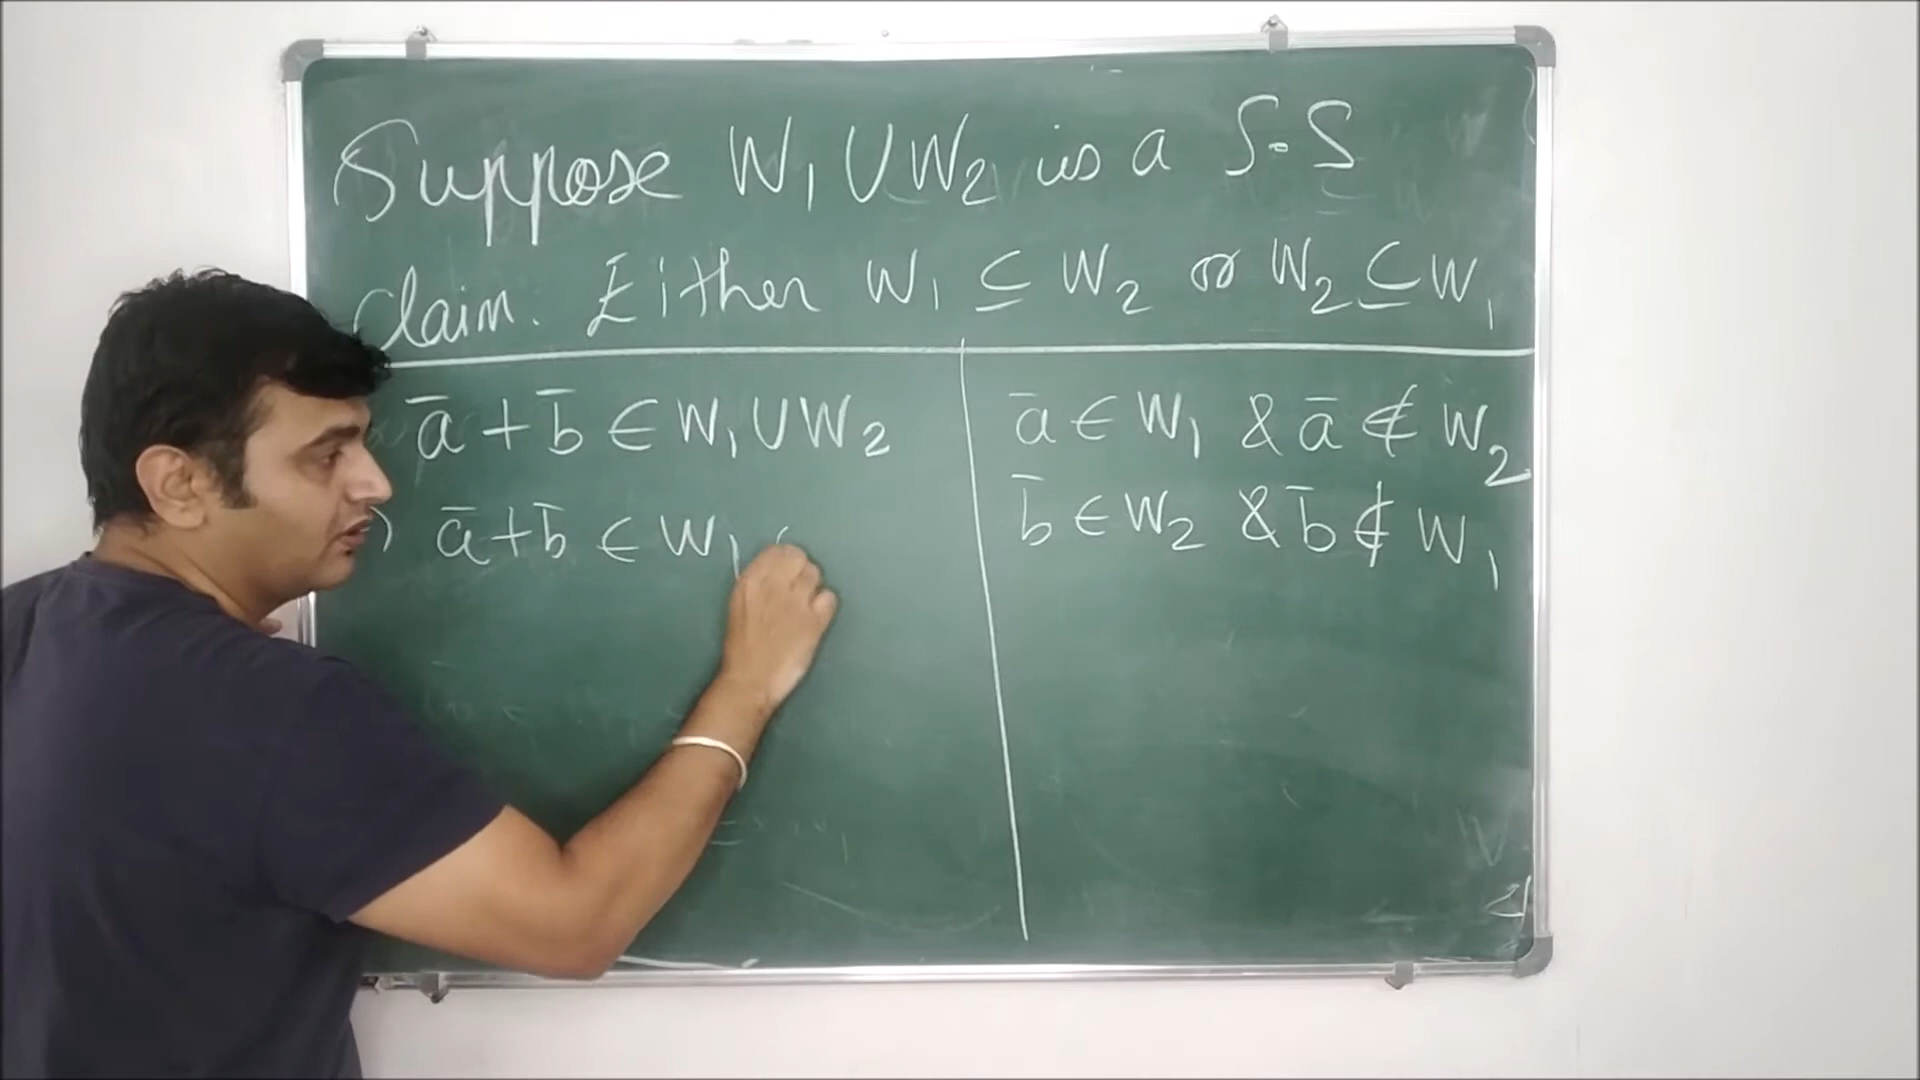 Suppose W₁ ∪ W₂ is a S.S
Claim. Either W₁ ⊆ W₂ or W₂ ⊆ W₁
ā + b̄ ∈ W₁ ∪ W₂
ā + b̄ ∈ W₁
ā ∈ W₁ & ā ∉ W₂
b̄ ∈ W₂ & b̄ ∉ W₁